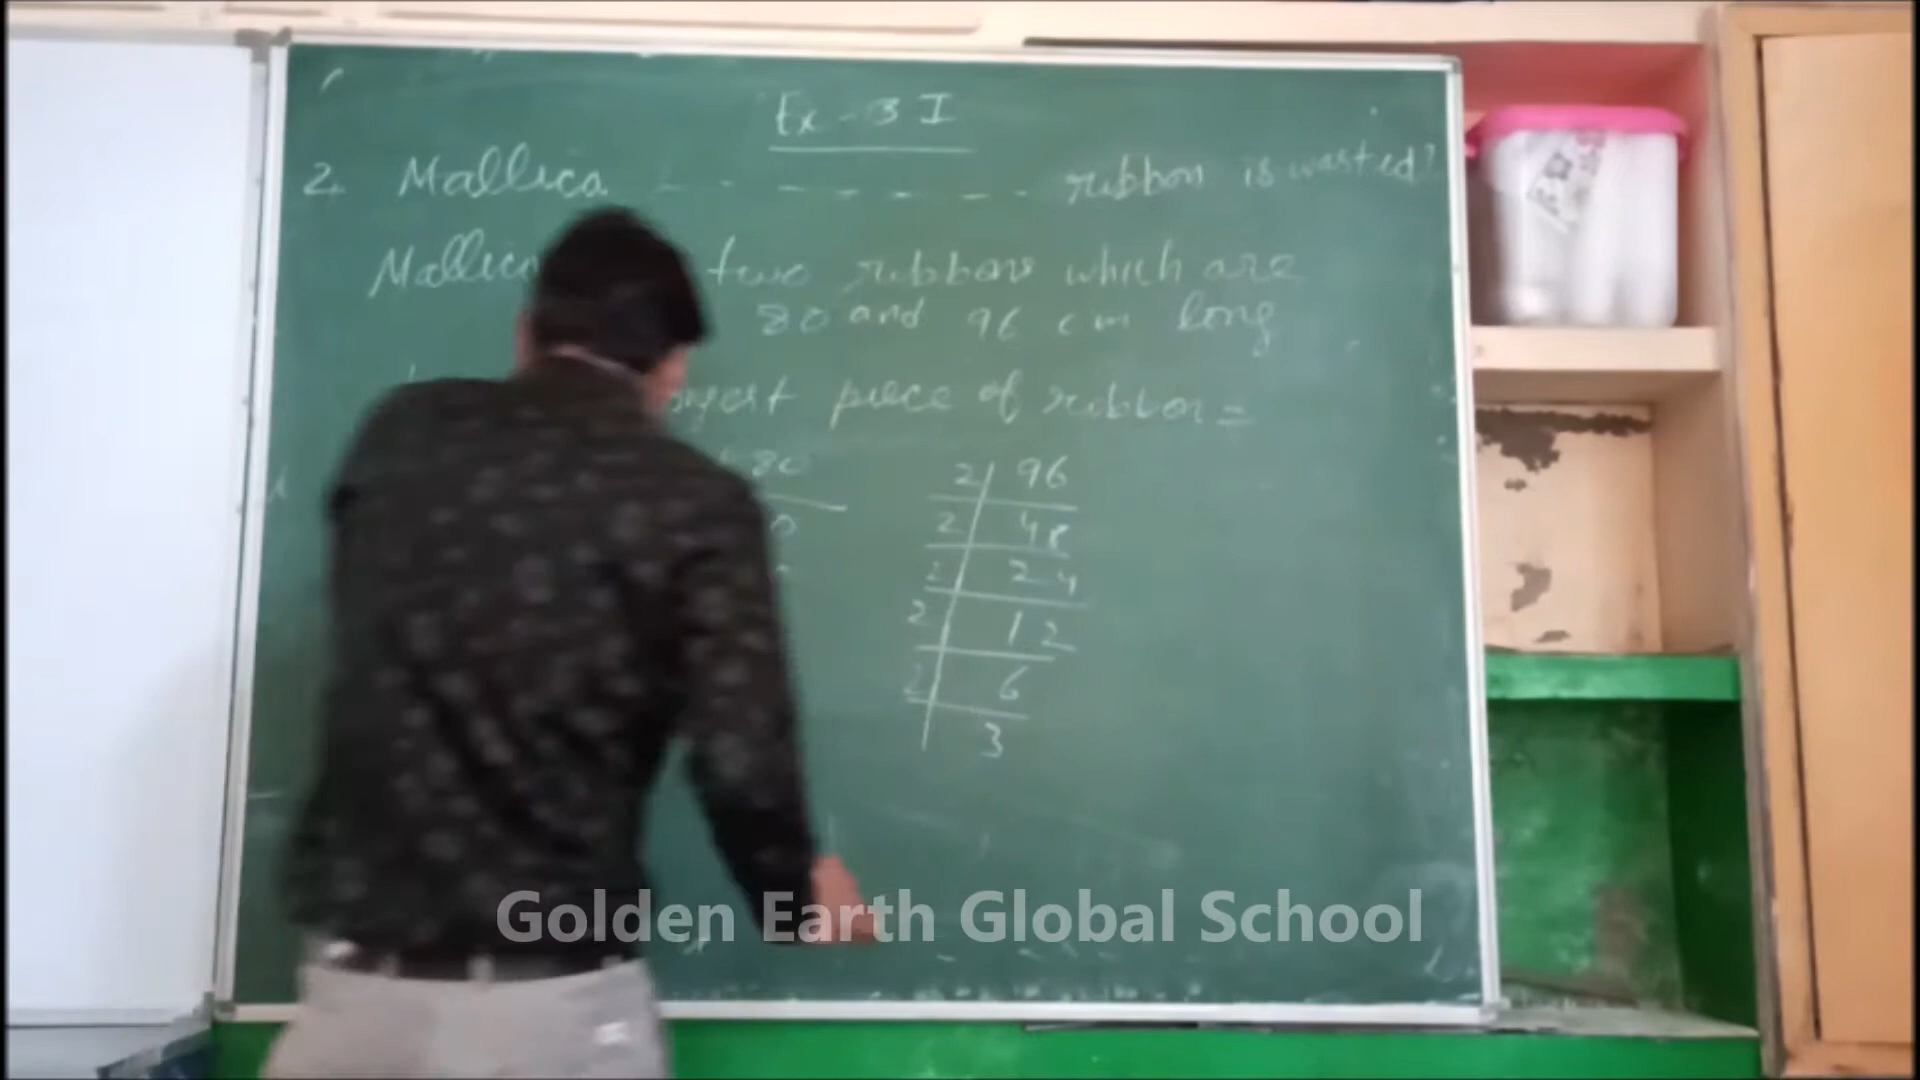 Ex - 3 I
2. Mallica - - - - - - - - ribbon is wasted?
Mallica two ribbons which are
80 and 96 cm long
piece of ribbon =
80
2 96
2 48
2 24
2 12
2 6
3
Golden Earth Global School